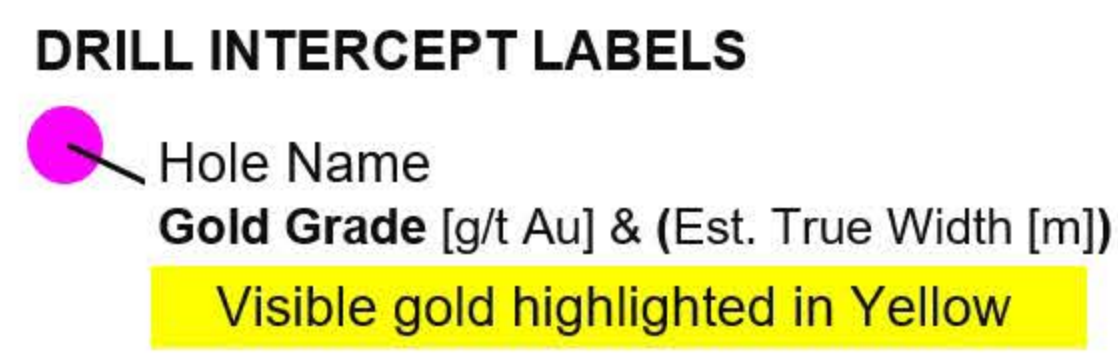 DRILL INTERCEPT LABELS
Hole Name
Gold Grade [g/t Au] & (Est. True Width [m])
Visible gold highlighted in Yellow